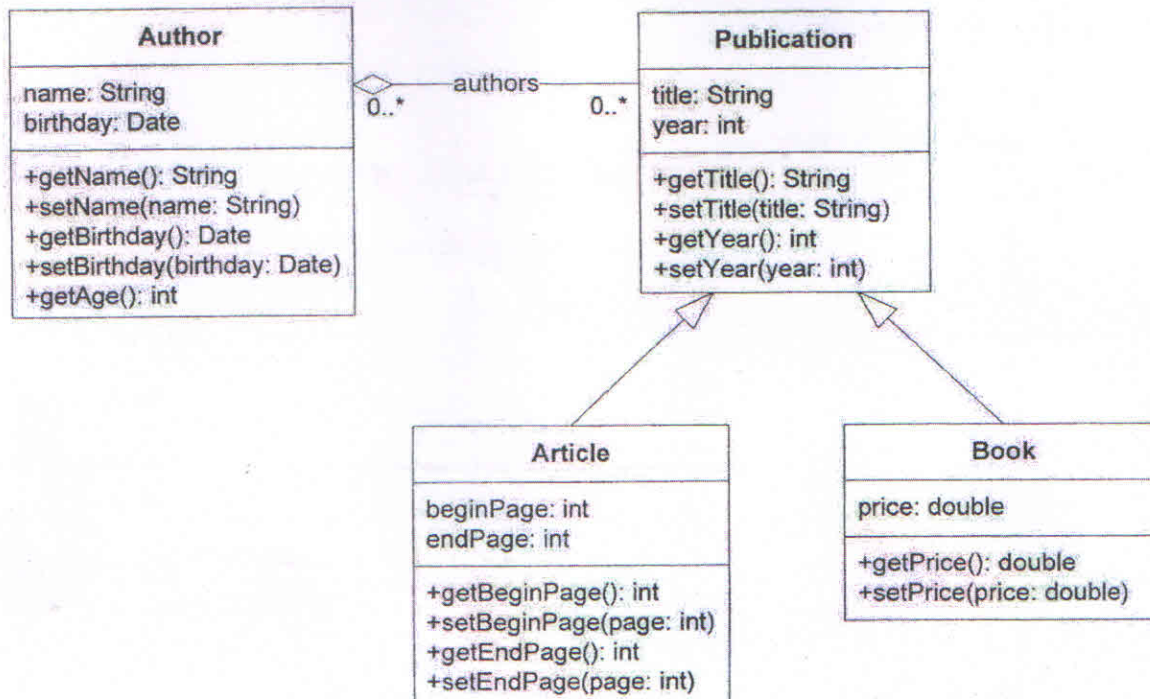 Author
name: String
birthday: Date
+getName(): String
+setName(name: String)
+getBirthday(): Date
+setBirthday(birthday: Date)
+getAge(): int
0..*
authors
0..*
Publication
title: String
year: int
+getTitle(): String
+setTitle(title: String)
+getYear(): int
+setYear(year: int)
Article
beginPage: int
endPage: int
+getBeginPage(): int
+setBeginPage(page: int)
+getEndPage(): int
+setEndPage(page: int)
Book
price: double
+getPrice(): double
+setPrice(price: double)